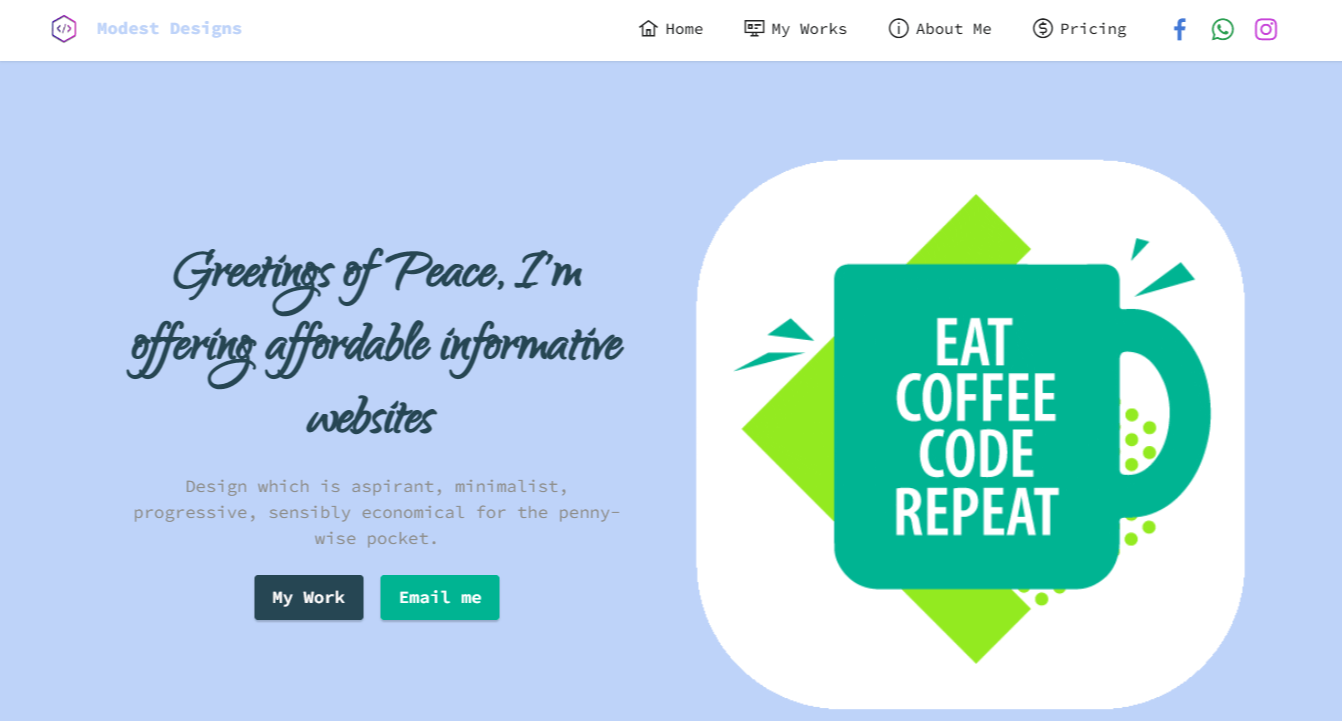 Modest Designs
Home
My Works
About Me
Pricing
Greetings of Peace, I'm
offering affordable informative
websites
Design which is aspirant, minimalist,
progressive, sensibly economical for the penny-
wise pocket.
My Work
Email me
EAT
COFFEE
CODE
REPEAT